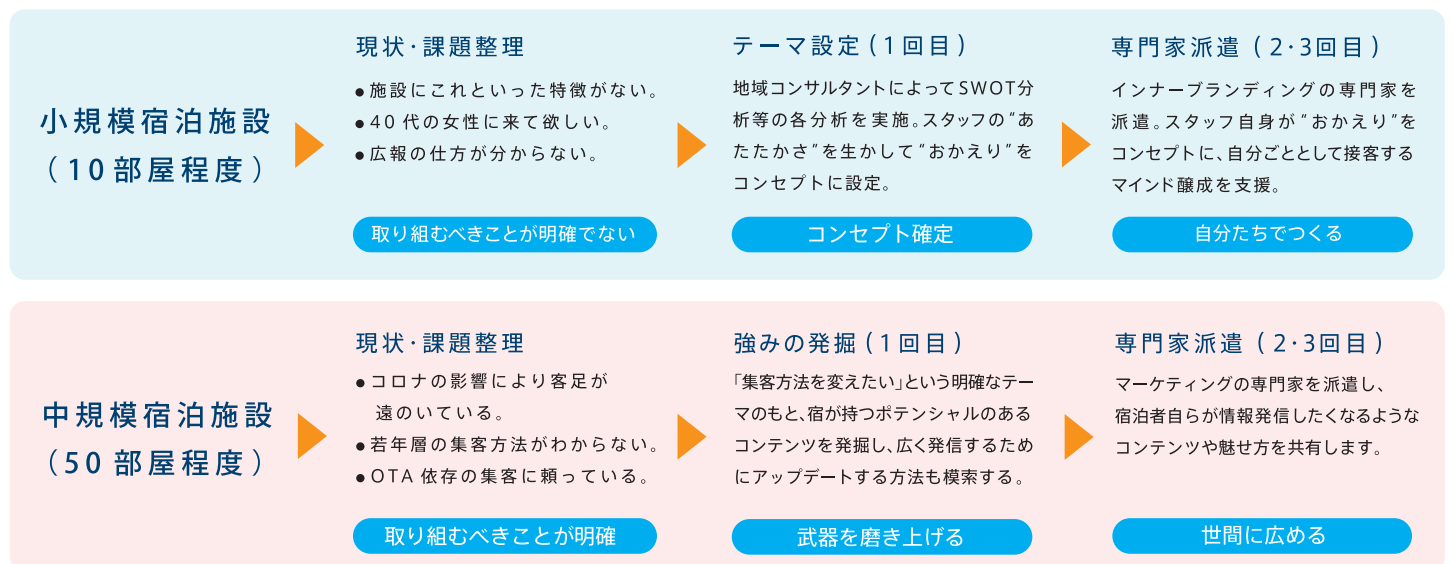 小規模宿泊施設
（10部屋程度）
現状・課題整理
●施設にこれといった特徴がない。
●40代の女性に来て欲しい。
●広報の仕方が分からない。
取り組むべきことが明確でない
テーマ設定（1回目）
地域コンサルタントによってSWOT分
析等の各分析を実施。スタッフの“あ
たたかさ”を生かして“おかえり”を
コンセプトに設定。
コンセプト確定
専門家派遣（2・3回目）
インナーブランディングの専門家を
派遣。スタッフ自身が“おかえり”を
コンセプトに、自分ごととして接客する
マインド醸成を支援。
自分たちでつくる
中規模宿泊施設
（50部屋程度）
現状・課題整理
●コロナの影響により客足が
遠のいている。
●若年層の集客方法がわからない。
●OTA依存の集客に頼っている。
取り組むべきことが明確
強みの発掘（1回目）
「集客方法を変えたい」という明確なテー
マのもと、宿が持つポテンシャルのある
コンテンツを発掘し、広く発信するため
にアップデートする方法も模索する。
武器を磨き上げる
専門家派遣（2・3回目）
マーケティングの専門家を派遣し、
宿泊者自らが情報発信したくなるような
コンテンツや魅せ方を共有します。
世間に広める